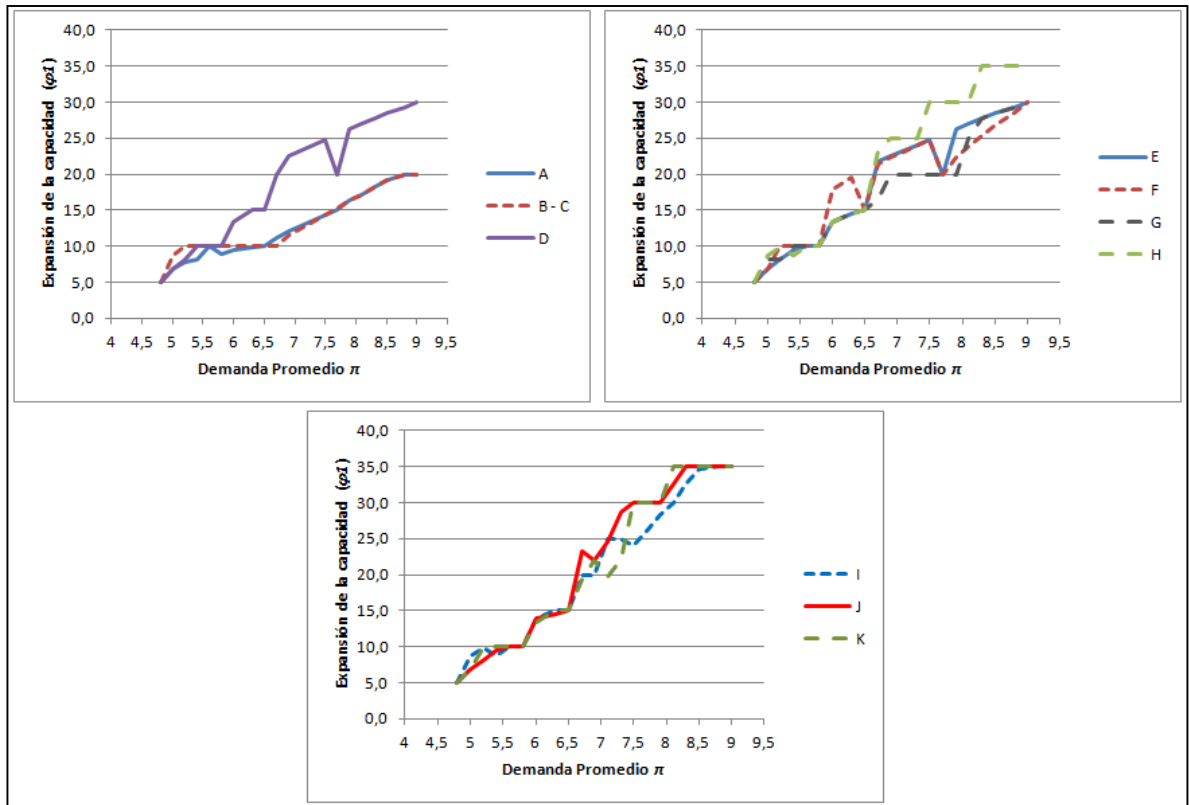 Expansión de la capacidad (φ1)
40,0
35,0
30,0
25,0
20,0
15,0
10,0
5,0
0,0
4 4,5 5 5,5 6 6,5 7 7,5 8 8,5 9 9,5
Demanda Promedio π
A
B - C
D
Expansión de la capacidad (φ1)
40,0
35,0
30,0
25,0
20,0
15,0
10,0
5,0
0,0
4 4,5 5 5,5 6 6,5 7 7,5 8 8,5 9 9,5
Demanda Promedio π
E
F
G
H
Expansión de la capacidad (φ1)
40,0
35,0
30,0
25,0
20,0
15,0
10,0
5,0
0,0
4 4,5 5 5,5 6 6,5 7 7,5 8 8,5 9 9,5
Demanda Promedio π
I
J
K